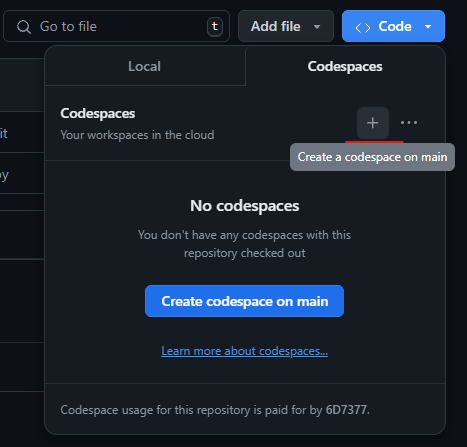 Go to file
t
Add file
Code
Local
Codespaces
Codespaces
Your workspaces in the cloud
it
Create a codespace on main
by
No codespaces
You don't have any codespaces with this
repository checked out
Create codespace on main
Learn more about codespaces...
Codespace usage for this repository is paid for by 6D7377.